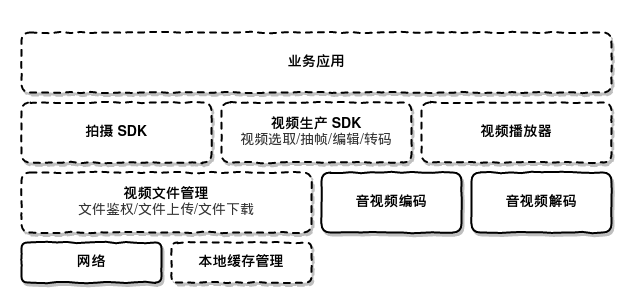 业务应用
拍摄 SDK
视频生产 SDK
视频选取/抽帧/编辑/转码
视频播放器
视频文件管理
文件鉴权/文件上传/文件下载
音视频编码
音视频解码
网络
本地缓存管理